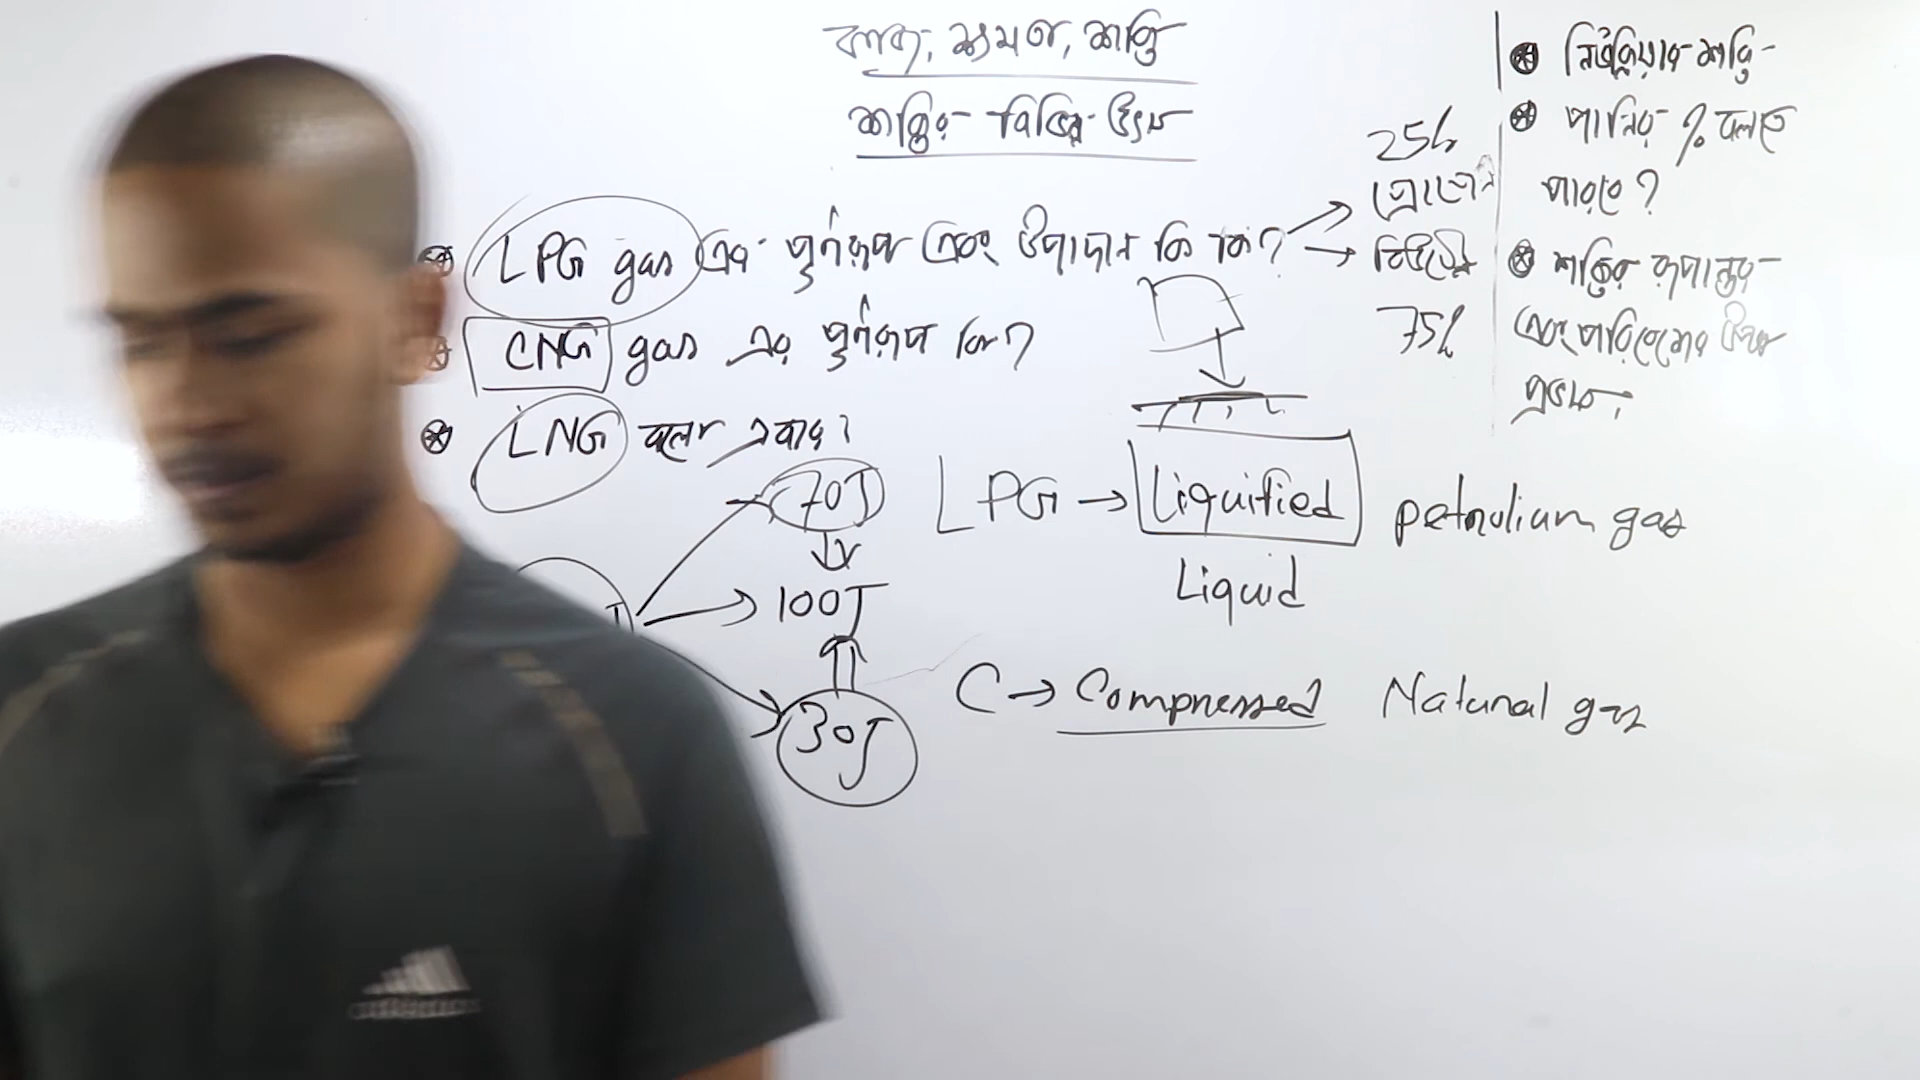 কাজ, ক্ষমতা, শক্তি
শক্তির বিভিন্ন উৎস
LPG gas এর পূর্ণরূপ এবং উপাদান কি কি?
25%
75%
CNG gas এর পূর্ণরূপ কি?
LNG বলো এবার?
70J
100J
30J
LPG → Liquified petrulium gas
Liquid
C → Compressed Natural gas
নিউক্লিয়ার শক্তি
পানির % বলতে
পারবে?
শক্তির রূপান্তর
এবং পরিবেশের উপর
প্রভাব